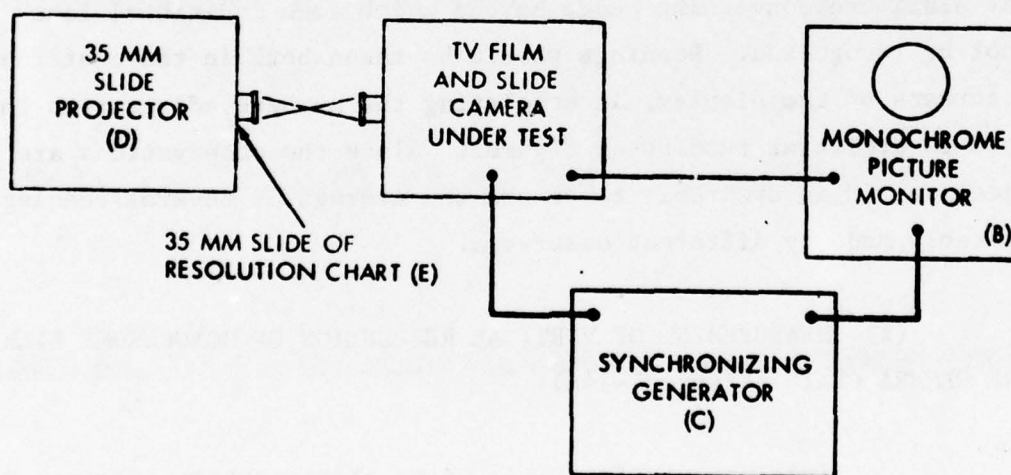 35 MM
SLIDE
PROJECTOR
(D)
TV FILM
AND SLIDE
CAMERA
UNDER TEST
MONOCHROME
PICTURE
MONITOR
(B)
35 MM SLIDE OF
RESOLUTION CHART (E)
SYNCHRONIZING
GENERATOR
(C)